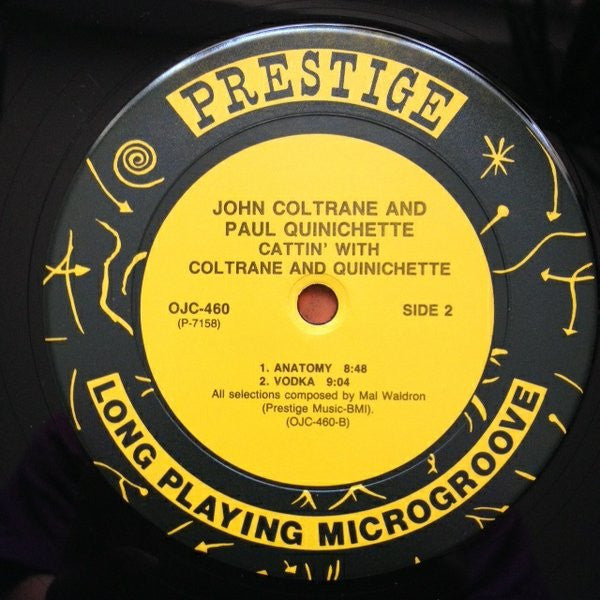 PRESTIGE
JOHN COLTRANE AND
PAUL QUINICHETTE
CATTIN' WITH
COLTRANE AND QUINICHETTE
OJC-460
(P-7158)
SIDE 2
1. ANATOMY 8:48
2. VODKA 9:04
All selections composed by Mal Waldron
(Prestige Music-BMI).
(OJC-460-B)
LONG PLAYING MICROGROOVE